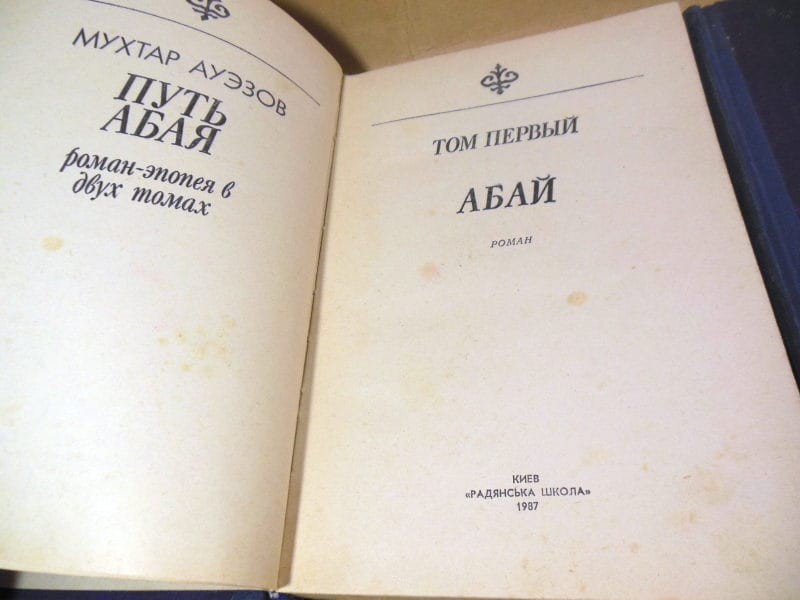 МУХТАР АУЭЗОВ
ПУТЬ
АБАЯ
роман-эпопея в
двух томах
ТОМ ПЕРВЫЙ
АБАЙ
РОМАН
КИЕВ
«РАДЯНСЬКА ШКОЛА»
1987